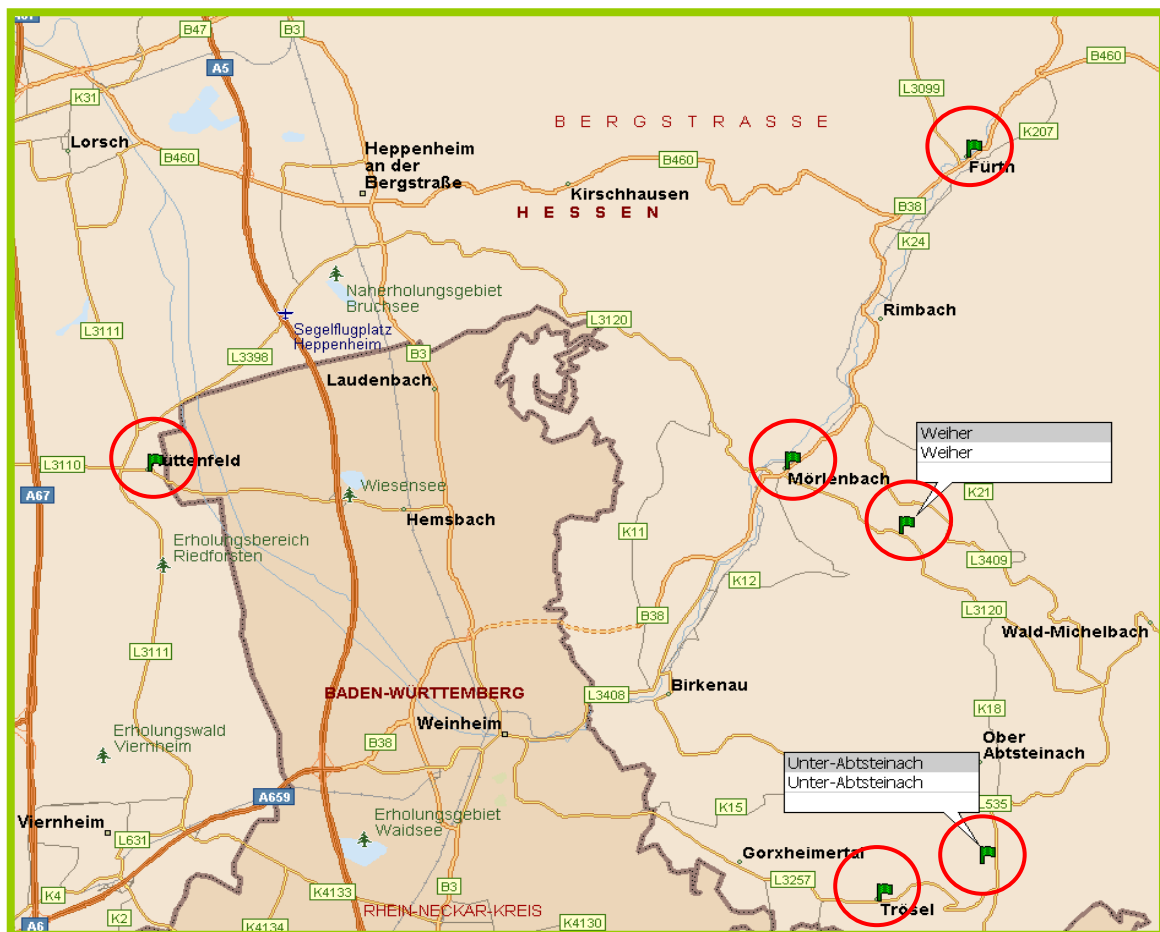 B47
B3
A5
B460
L3099
K31
K207
BERGSTRASSE
Lorsch
B460
Heppenheim
an der
Bergstraße
B460
Fürth
Kirschhausen
HESSEN
B38
K24
Naherholungsgebiet
Bruchsee
Rimbach
L3111
Segelflugplatz
Heppenheim
L3120
L3398
B3
Laudenbach
Weiher
Weiher
L3110
üttenfeld
Mörlenbach
A67
Wiesensee
K21
Hemsbach
K11
Erholungsbereich
Riedforsten
L3409
K12
L3120
B38
Wald-Michelbach
L3111
Birkenau
BADEN-WÜRTTEMBERG
L3408
K18
Weinheim
Erholungswald
Viernheim
B38
Ober
Abtsteinach
Unter-Abtsteinach
Unter-Abtsteinach
A659
K15
L535
Viernheim
Erholungsgebiet
Waidsee
L631
Gorxheimertal
L3257
K4
K4133
B3
Trösel
K2
RHEIN-NECKAR-KREIS
A6
K4134
K4130